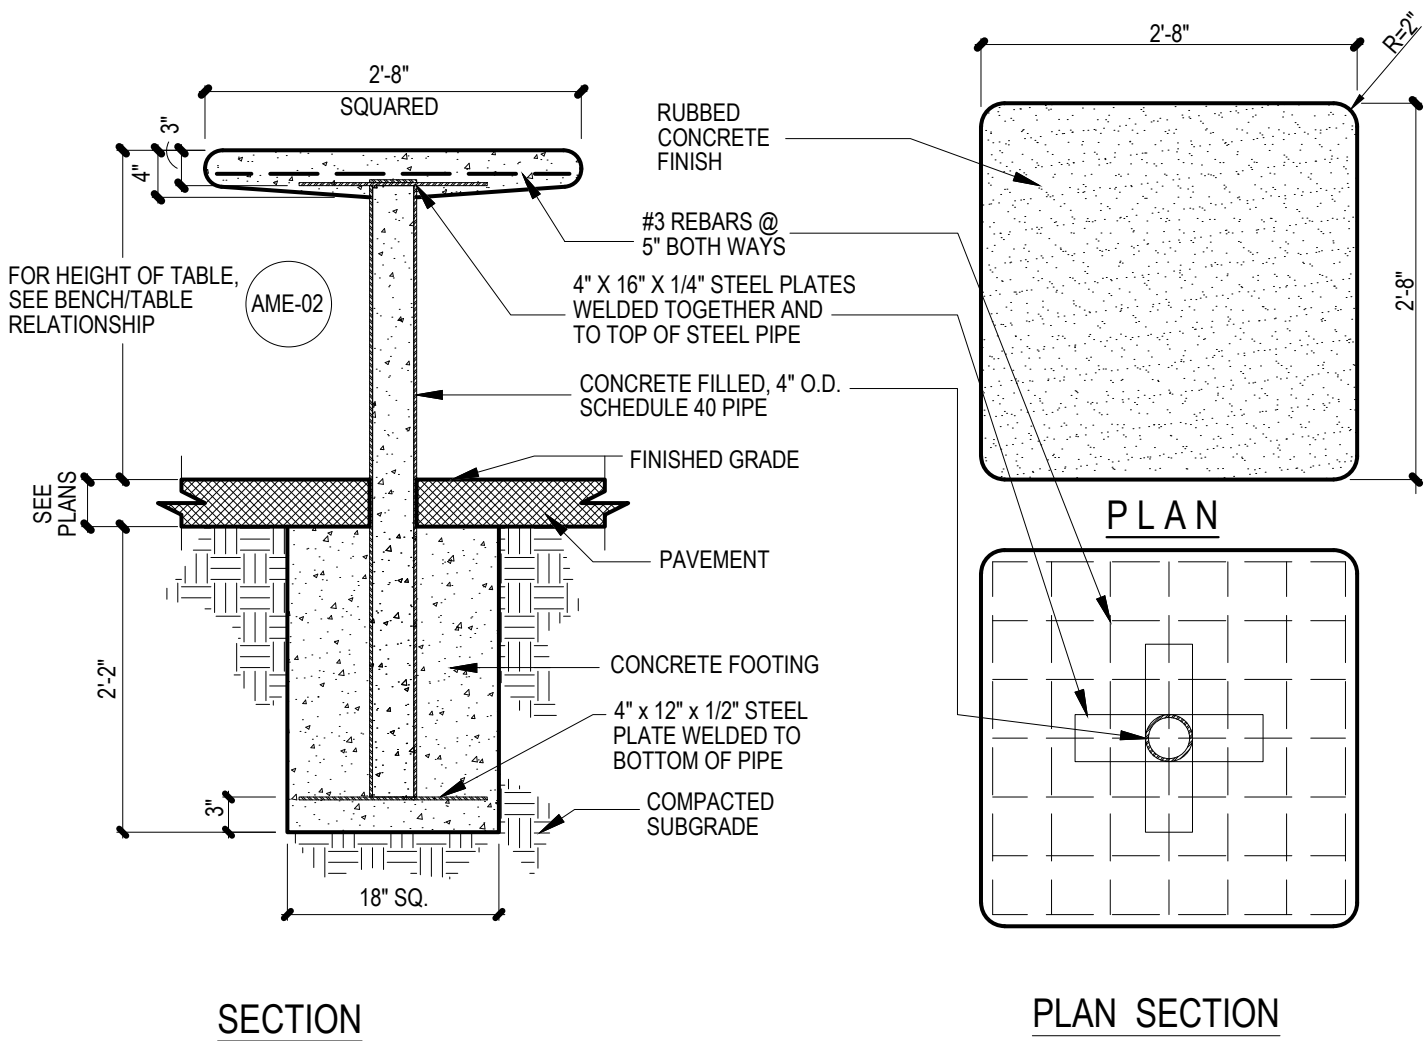 2'-8"
SQUARED
3"
4"
FOR HEIGHT OF TABLE,
SEE BENCH/TABLE
RELATIONSHIP
AME-02
RUBBED
CONCRETE
FINISH
#3 REBARS @
5" BOTH WAYS
4" X 16" X 1/4" STEEL PLATES
WELDED TOGETHER AND
TO TOP OF STEEL PIPE
CONCRETE FILLED, 4" O.D.
SCHEDULE 40 PIPE
FINISHED GRADE
SEE
PLANS
PAVEMENT
2'-2"
CONCRETE FOOTING
4" x 12" x 1/2" STEEL
PLATE WELDED TO
BOTTOM OF PIPE
3"
COMPACTED
SUBGRADE
18" SQ.
SECTION
2'-8"
R=2"
2'-8"
PLAN
PLAN SECTION